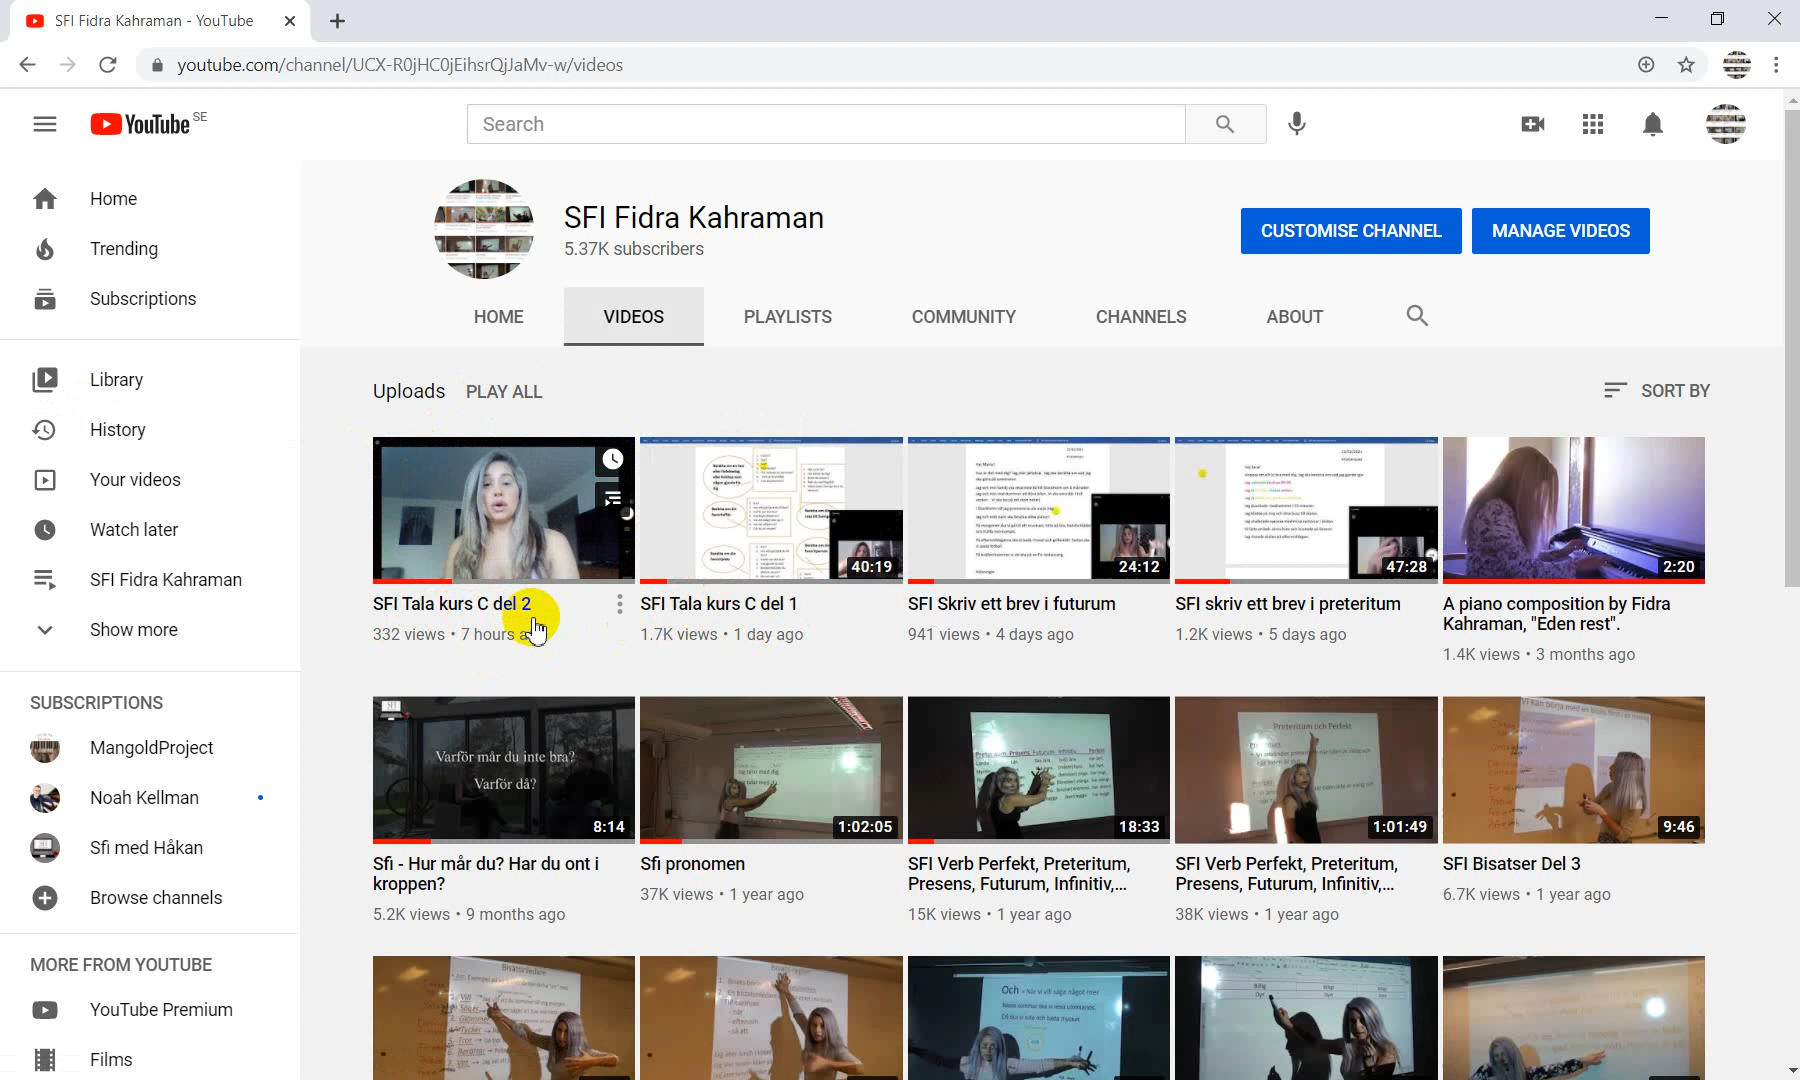 SFI Fidra Kahraman - YouTube
youtube.com/channel/UCX-R0jHC0jEihsrQjJaMv-w/videos
YouTube SE
Search
Home
Trending
Subscriptions
SFI Fidra Kahraman
5.37K subscribers
CUSTOMISE CHANNEL
MANAGE VIDEOS
HOME VIDEOS PLAYLISTS COMMUNITY CHANNELS ABOUT
Library
History
Your videos
Watch later
SFI Fidra Kahraman
Show more
Uploads PLAY ALL
SORT BY
40:19
24:12
47:28
2:20
SFI Tala kurs C del 2
332 views • 7 hours a
SFI Tala kurs C del 1
1.7K views • 1 day ago
SFI Skriv ett brev i futurum
941 views • 4 days ago
SFI skriv ett brev i preteritum
1.2K views • 5 days ago
A piano composition by Fidra
Kahraman, "Eden rest".
1.4K views • 3 months ago
SUBSCRIPTIONS
MangoldProject
Noah Kellman
Sfi med Håkan
Browse channels
Varför mår du inte bra?
Varför då?
8:14
1:02:05
18:33
Preteritum och Perfekt
1:01:49
9:46
Sfi - Hur mår du? Har du ont i
kroppen?
5.2K views • 9 months ago
Sfi pronomen
37K views • 1 year ago
SFI Verb Perfekt, Preteritum,
Presens, Futurum, Infinitiv,...
15K views • 1 year ago
SFI Verb Perfekt, Preteritum,
Presens, Futurum, Infinitiv,...
38K views • 1 year ago
SFI Bisatser Del 3
6.7K views • 1 year ago
MORE FROM YOUTUBE
YouTube Premium
Films